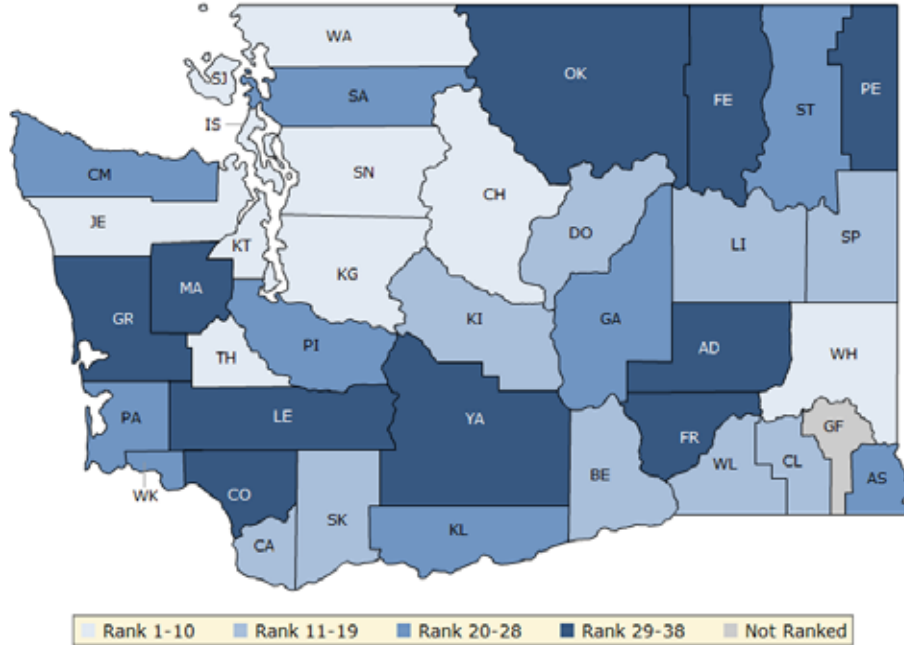 WA
SJ
OK
FE
PE
SA
ST
IS
SN
CM
CH
JE
DO
LI
SP
KT
KG
MA
GR
KI
GA
PI
TH
AD
WH
PA
LE
YA
FR
GF
WL
CL
BE
AS
WK
CO
SK
KL
CA
Rank 1-10 Rank 11-19 Rank 20-28 Rank 29-38 Not Ranked